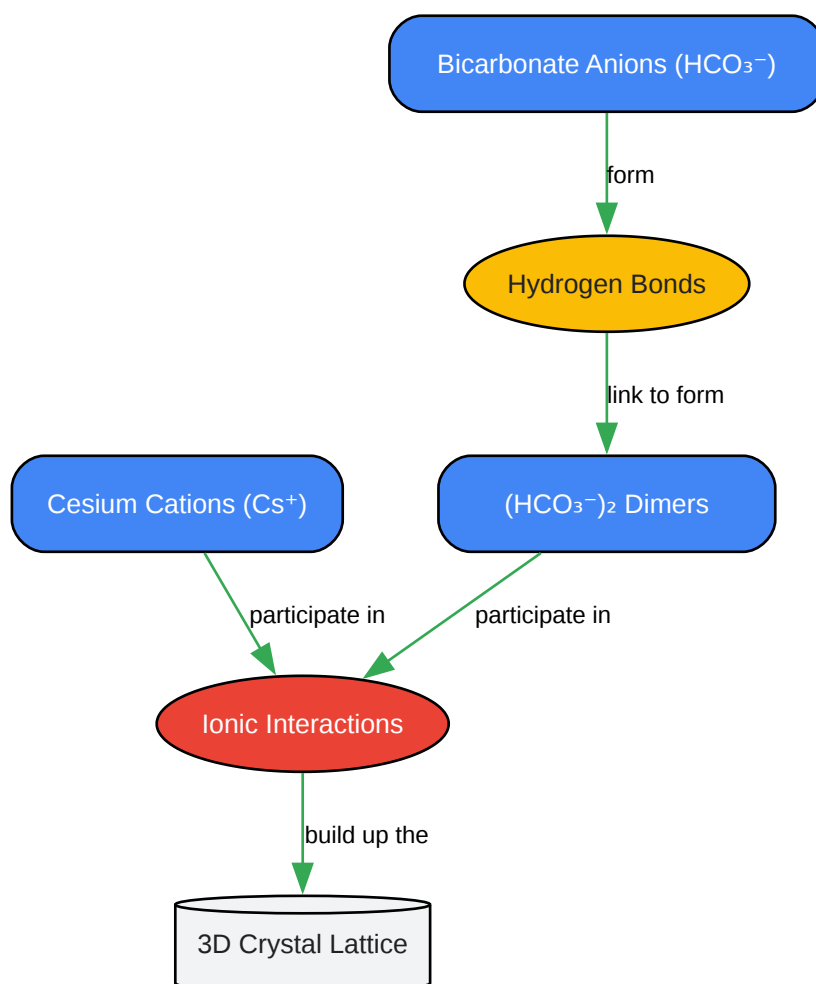 Bicarbonate Anions (HCO₃⁻)
form
Hydrogen Bonds
link to form
Cesium Cations (Cs⁺)
(HCO₃⁻)₂ Dimers
participate in
participate in
Ionic Interactions
build up the
3D Crystal Lattice